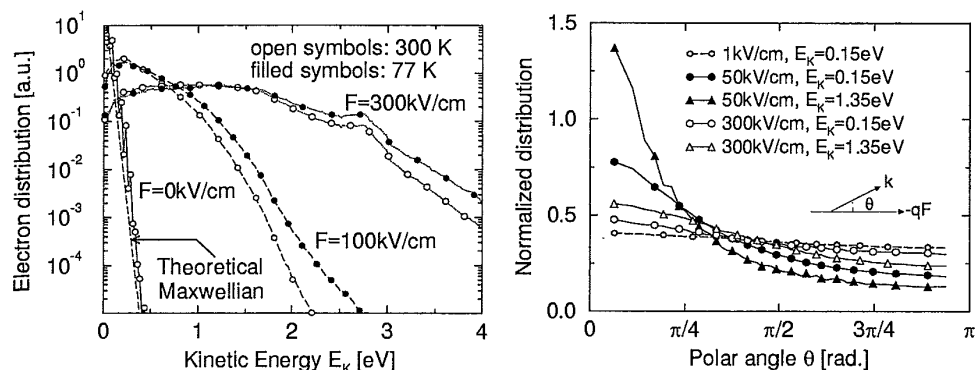 Electron distribution [a.u.]
10¹
10⁰
10⁻¹
10⁻²
10⁻³
10⁻⁴
open symbols: 300 K
filled symbols: 77 K
F=300kV/cm
F=0kV/cm
F=100kV/cm
Theoretical
Maxwellian
0 1 2 3 4
Kinetic Energy E_K [eV]
Normalized distribution
1.5
1.0
0.5
0.0
1kV/cm, E_K=0.15eV
50kV/cm, E_K=0.15eV
50kV/cm, E_K=1.35eV
300kV/cm, E_K=0.15eV
300kV/cm, E_K=1.35eV
k
θ
-qF
0 π/4 π/2 3π/4 π
Polar angle θ [rad.]